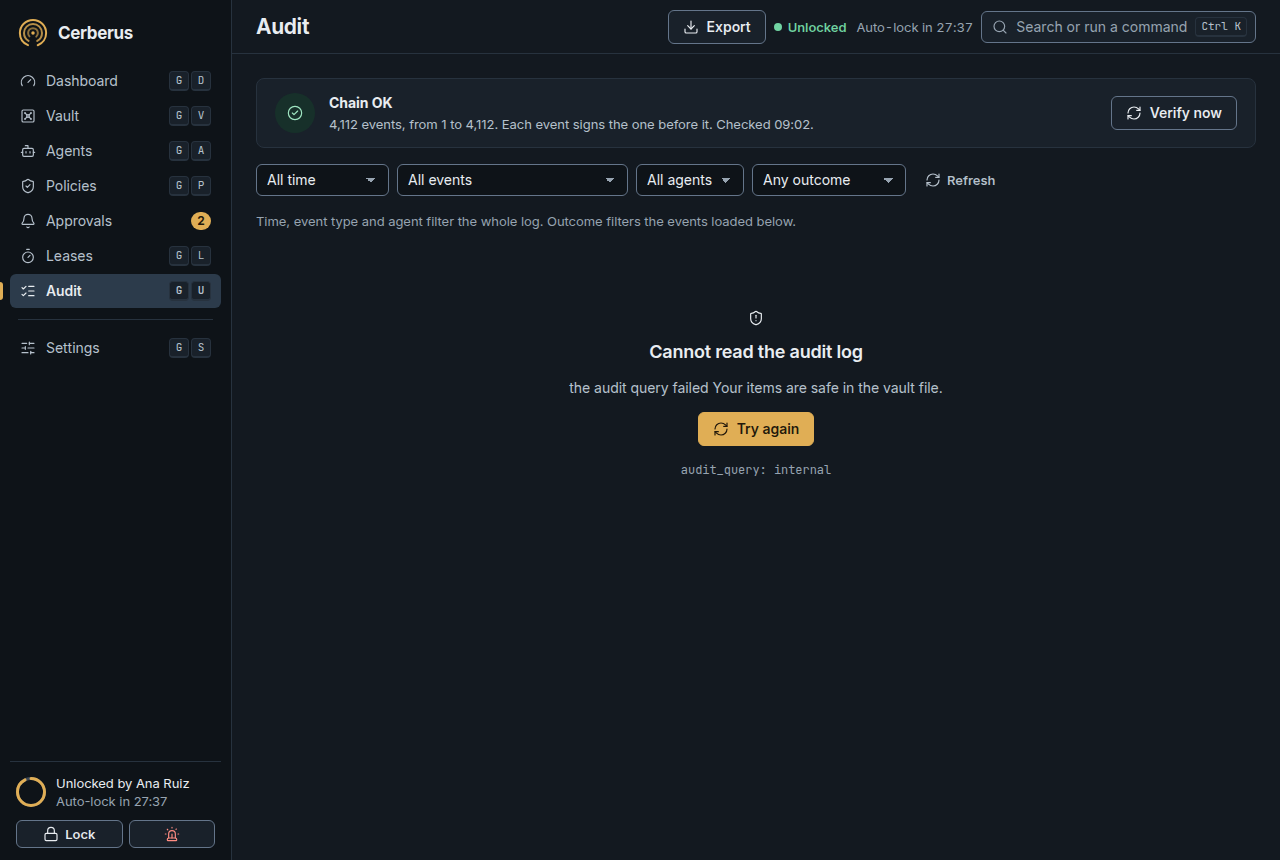 Cerberus
Dashboard G D
Vault G V
Agents G A
Policies G P
Approvals 2
Leases G L
Audit G U
Settings G S
Unlocked by Ana Ruiz
Auto-lock in 27:37
Lock
Audit
Export
Unlocked Auto-lock in 27:37
Search or run a command Ctrl K
Chain OK
4,112 events, from 1 to 4,112. Each event signs the one before it. Checked 09:02.
Verify now
All time All events All agents Any outcome Refresh
Time, event type and agent filter the whole log. Outcome filters the events loaded below.
Cannot read the audit log
the audit query failed Your items are safe in the vault file.
Try again
audit_query: internal